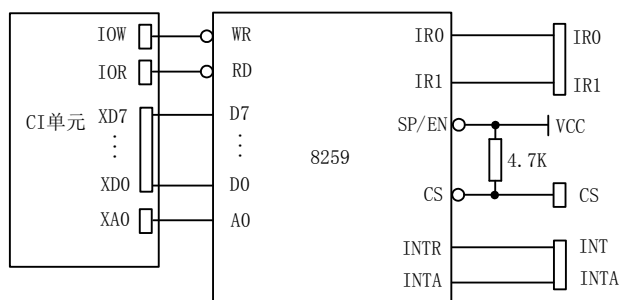 IOW
WR
IR0
IR0
IOR
RD
IR1
IR1
CI单元
XD7
D7
SP/EN
VCC
8259
4.7K
XD0
D0
CS
CS
XA0
A0
INTR
INT
INTA
INTA